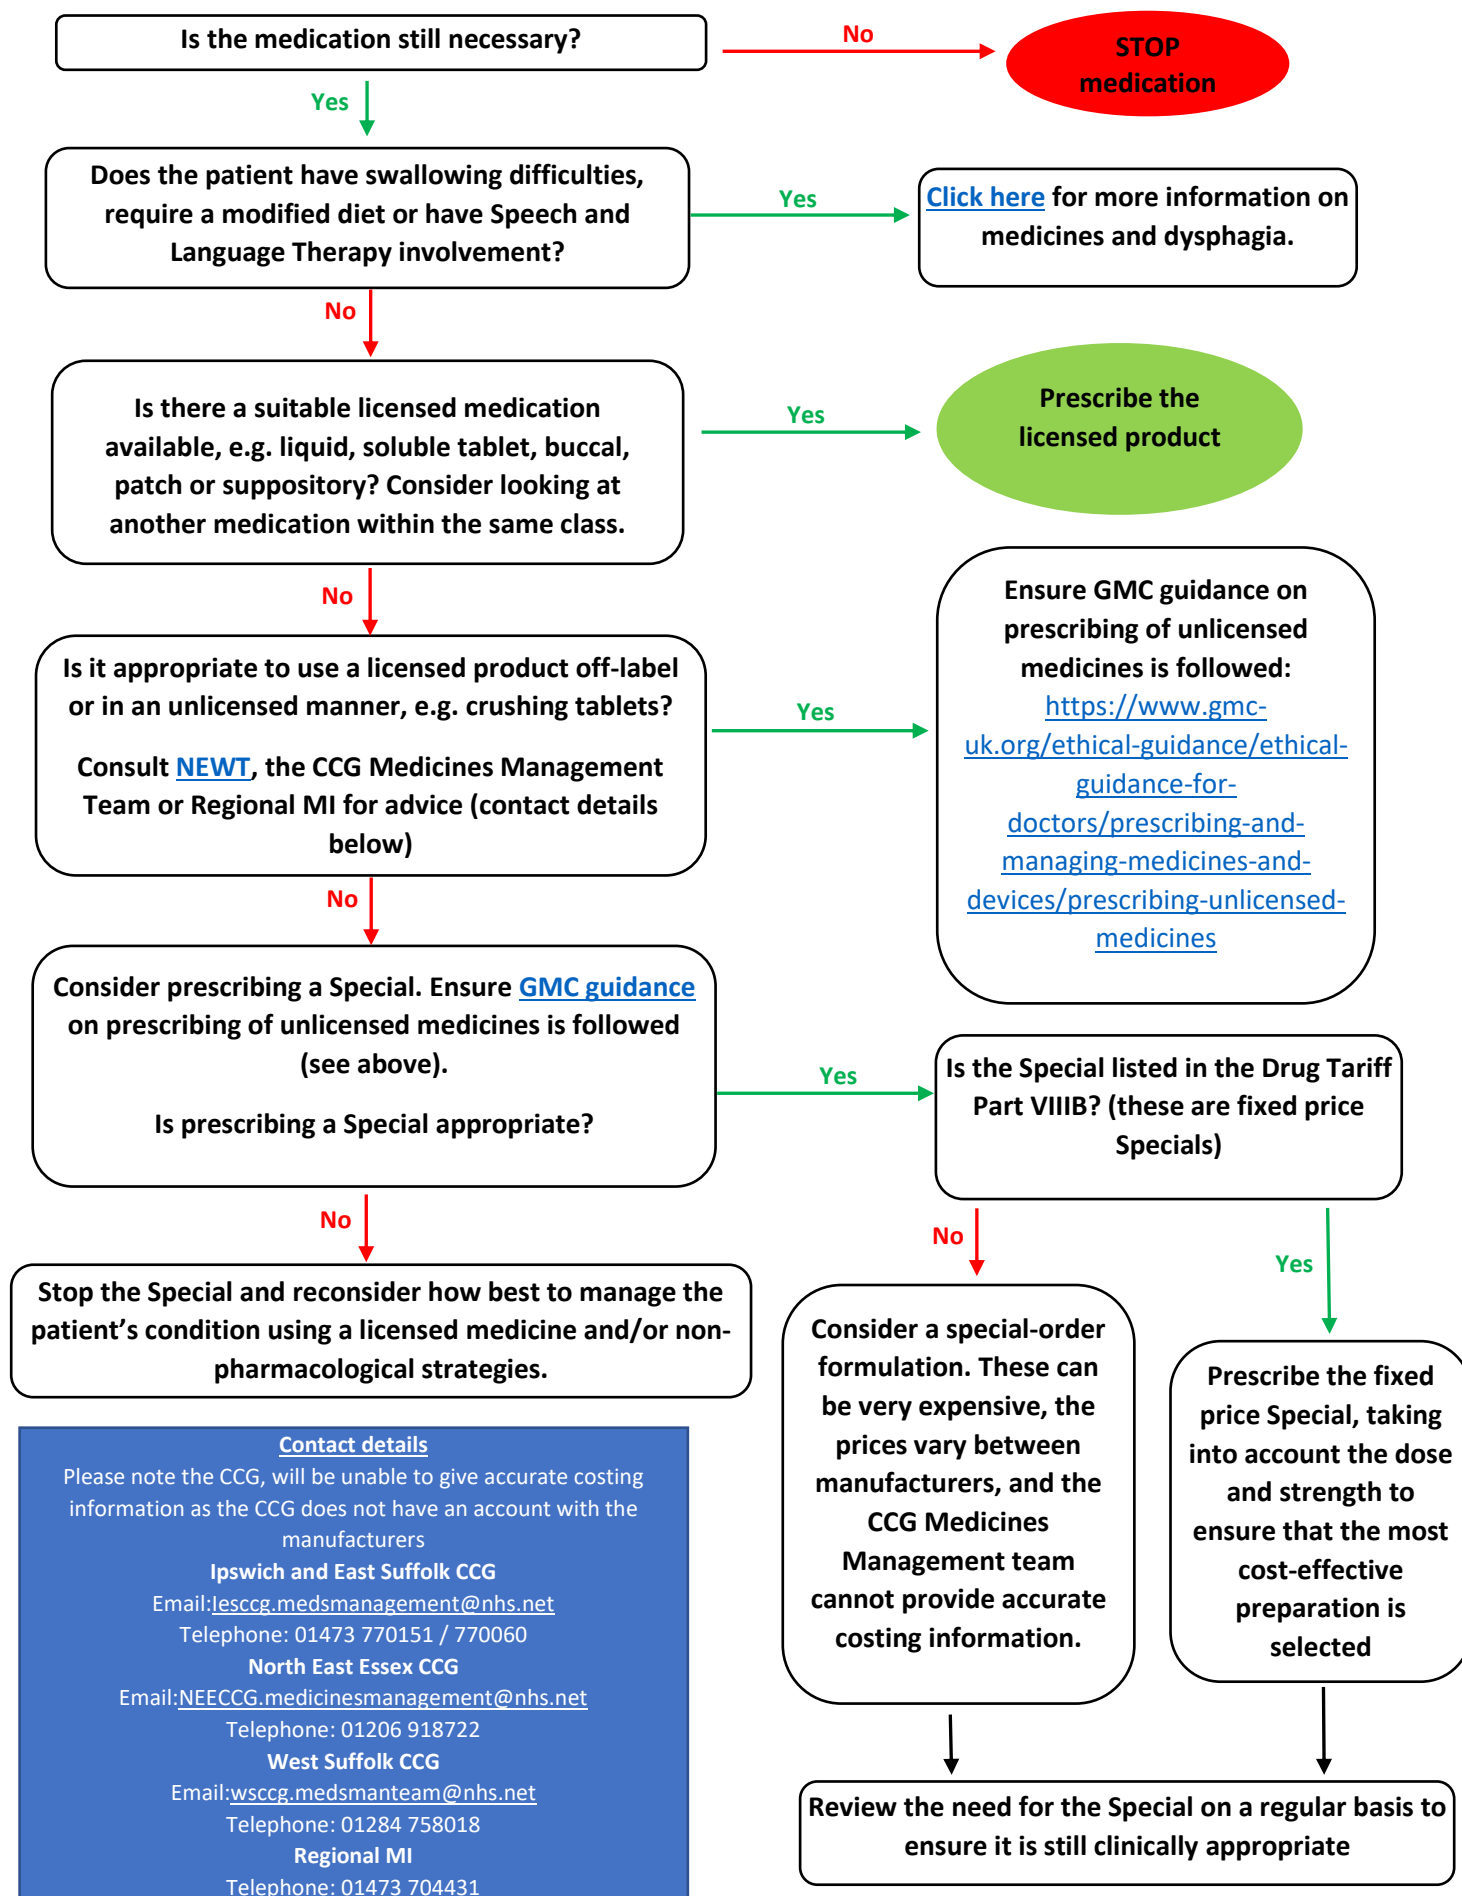 Is the medication still necessary?
No
STOP
medication
Yes
Does the patient have swallowing difficulties,
require a modified diet or have Speech and
Language Therapy involvement?
Yes
Click here for more information on
medicines and dysphagia.
No
Is there a suitable licensed medication
available, e.g. liquid, soluble tablet, buccal,
patch or suppository? Consider looking at
another medication within the same class.
Yes
Prescribe the
licensed product
No
Is it appropriate to use a licensed product off-label
or in an unlicensed manner, e.g. crushing tablets?
Consult NEWT, the CCG Medicines Management
Team or Regional MI for advice (contact details
below)
Yes
Ensure GMC guidance on
prescribing of unlicensed
medicines is followed:
https://www.gmc-
uk.org/ethical-guidance/ethical-
guidance-for-
doctors/prescribing-and-
managing-medicines-and-
devices/prescribing-unlicensed-
medicines
No
Consider prescribing a Special. Ensure GMC guidance
on prescribing of unlicensed medicines is followed
(see above).
Is prescribing a Special appropriate?
Yes
Is the Special listed in the Drug Tariff
Part VIIIB? (these are fixed price
Specials)
No
Stop the Special and reconsider how best to manage the
patient’s condition using a licensed medicine and/or non-
pharmacological strategies.
No
Consider a special-order
formulation. These can
be very expensive, the
prices vary between
manufacturers, and the
CCG Medicines
Management team
cannot provide accurate
costing information.
Yes
Prescribe the fixed
price Special, taking
into account the dose
and strength to
ensure that the most
cost-effective
preparation is
selected
Review the need for the Special on a regular basis to
ensure it is still clinically appropriate
Contact details
Please note the CCG, will be unable to give accurate costing
information as the CCG does not have an account with the
manufacturers
Ipswich and East Suffolk CCG
Email:Iesccg.medsmanagement@nhs.net
Telephone: 01473 770151 / 770060
North East Essex CCG
Email:NEECCG.medicinesmanagement@nhs.net
Telephone: 01206 918722
West Suffolk CCG
Email:wsccg.medsmanteam@nhs.net
Telephone: 01284 758018
Regional MI
Telephone: 01473 704431